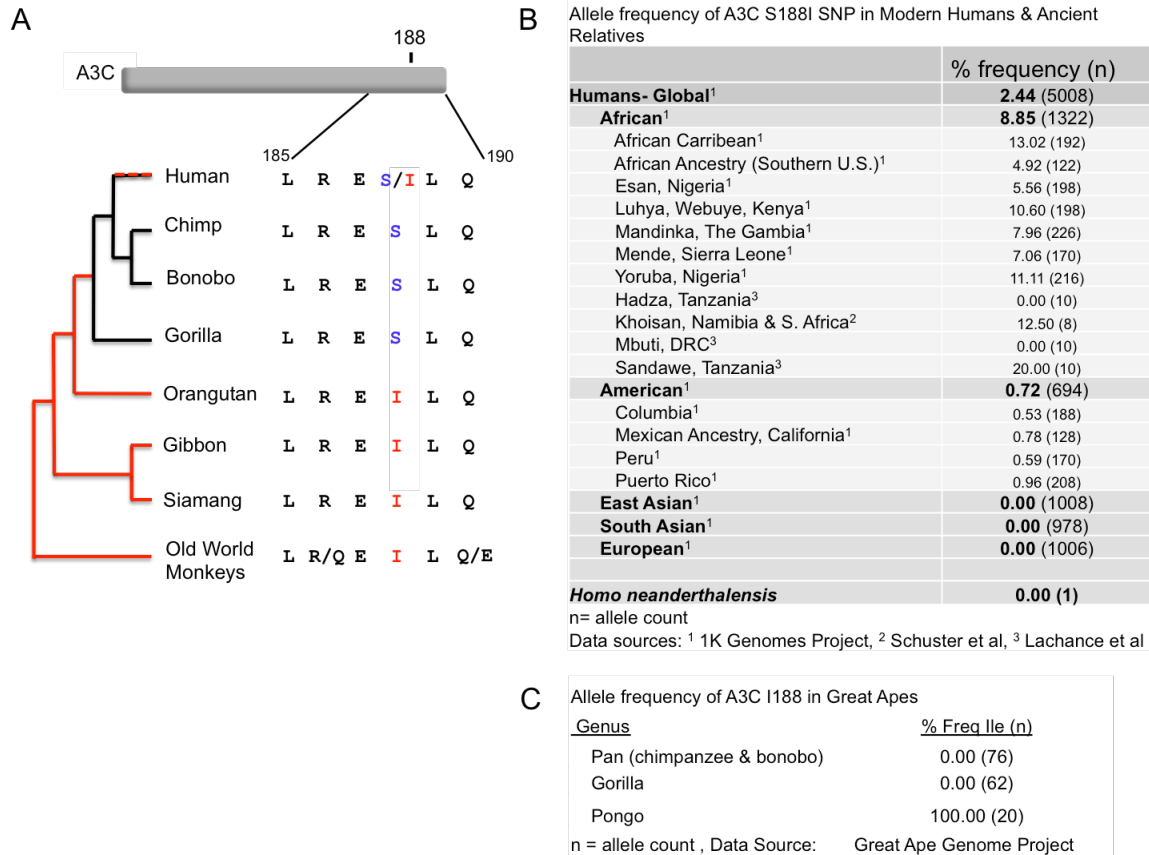 A
188
A3C
185
190
Human L R E S/I L Q
Chimp L R E S L Q
Bonobo L R E S L Q
Gorilla L R E S L Q
Orangutan L R E I L Q
Gibbon L R E I L Q
Siamang L R E I L Q
Old World L R/Q E I L Q/E
Monkeys
B
Allele frequency of A3C S188I SNP in Modern Humans & Ancient
Relatives
% frequency (n)
Humans- Global¹ 2.44 (5008)
African¹ 8.85 (1322)
African Carribean¹ 13.02 (192)
African Ancestry (Southern U.S.)¹ 4.92 (122)
Esan, Nigeria¹ 5.56 (198)
Luhya, Webuye, Kenya¹ 10.60 (198)
Mandinka, The Gambia¹ 7.96 (226)
Mende, Sierra Leone¹ 7.06 (170)
Yoruba, Nigeria¹ 11.11 (216)
Hadza, Tanzania³ 0.00 (10)
Khoisan, Namibia & S. Africa² 12.50 (8)
Mbuti, DRC³ 0.00 (10)
Sandawe, Tanzania³ 20.00 (10)
American¹ 0.72 (694)
Columbia¹ 0.53 (188)
Mexican Ancestry, California¹ 0.78 (128)
Peru¹ 0.59 (170)
Puerto Rico¹ 0.96 (208)
East Asian¹ 0.00 (1008)
South Asian¹ 0.00 (978)
European¹ 0.00 (1006)
Homo neanderthalensis 0.00 (1)
n= allele count
Data sources: ¹ 1K Genomes Project, ² Schuster et al, ³ Lachance et al
C
Allele frequency of A3C I188 in Great Apes
Genus % Freq Ile (n)
Pan (chimpanzee & bonobo) 0.00 (76)
Gorilla 0.00 (62)
Pongo 100.00 (20)
n = allele count , Data Source: Great Ape Genome Project